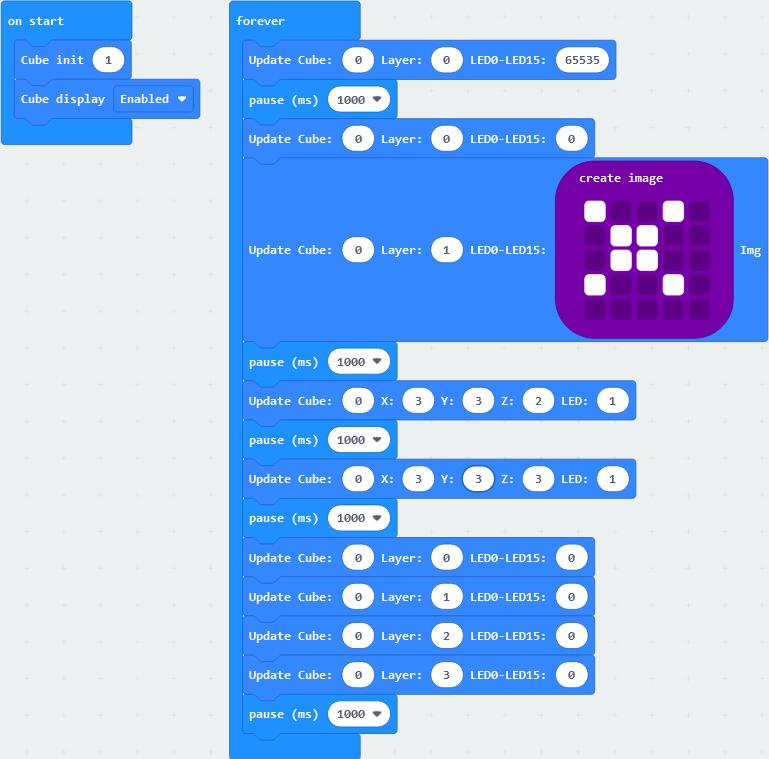 on start
Cube init 1
Cube display Enabled
forever
Update Cube: 0 Layer: 0 LED0-LED15: 65535
pause (ms) 1000
Update Cube: 0 Layer: 0 LED0-LED15: 0
create image
Update Cube: 0 Layer: 1 LED0-LED15: Img
pause (ms) 1000
Update Cube: 0 X: 3 Y: 3 Z: 2 LED: 1
pause (ms) 1000
Update Cube: 0 X: 3 Y: 3 Z: 3 LED: 1
pause (ms) 1000
Update Cube: 0 Layer: 0 LED0-LED15: 0
Update Cube: 0 Layer: 1 LED0-LED15: 0
Update Cube: 0 Layer: 2 LED0-LED15: 0
Update Cube: 0 Layer: 3 LED0-LED15: 0
pause (ms) 1000